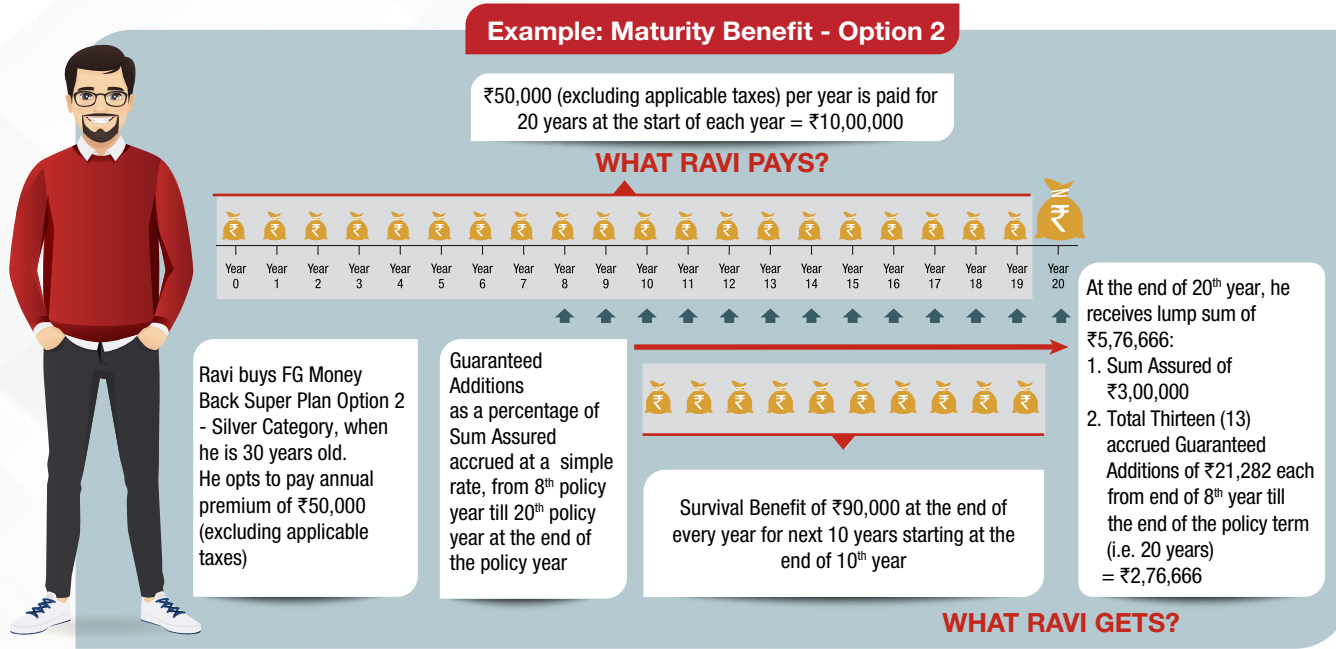 Example: Maturity Benefit - Option 2
₹50,000 (excluding applicable taxes) per year is paid for
20 years at the start of each year = ₹10,00,000
WHAT RAVI PAYS?
₹ ₹ ₹ ₹ ₹ ₹ ₹ ₹ ₹ ₹ ₹ ₹ ₹ ₹ ₹ ₹ ₹ ₹ ₹ ₹ ₹
Year Year Year Year Year Year Year Year Year Year Year Year Year Year Year Year Year Year Year Year Year
0 1 2 3 4 5 6 7 8 9 10 11 12 13 14 15 16 17 18 19 20
Ravi buys FG Money
Back Super Plan Option 2
- Silver Category, when
he is 30 years old.
He opts to pay annual
premium of ₹50,000
(excluding applicable
taxes)
Guaranteed
Additions
as a percentage of
Sum Assured
accrued at a simple
rate, from 8th policy
year till 20th policy
year at the end of
the policy year
₹ ₹ ₹ ₹ ₹ ₹ ₹ ₹ ₹ ₹
Survival Benefit of ₹90,000 at the end of
every year for next 10 years starting at the
end of 10th year
At the end of 20th year, he
receives lump sum of
₹5,76,666:
1. Sum Assured of
₹3,00,000
2. Total Thirteen (13)
accrued Guaranteed
Additions of ₹21,282 each
from end of 8th year till
the end of the policy term
(i.e. 20 years)
= ₹2,76,666
WHAT RAVI GETS?